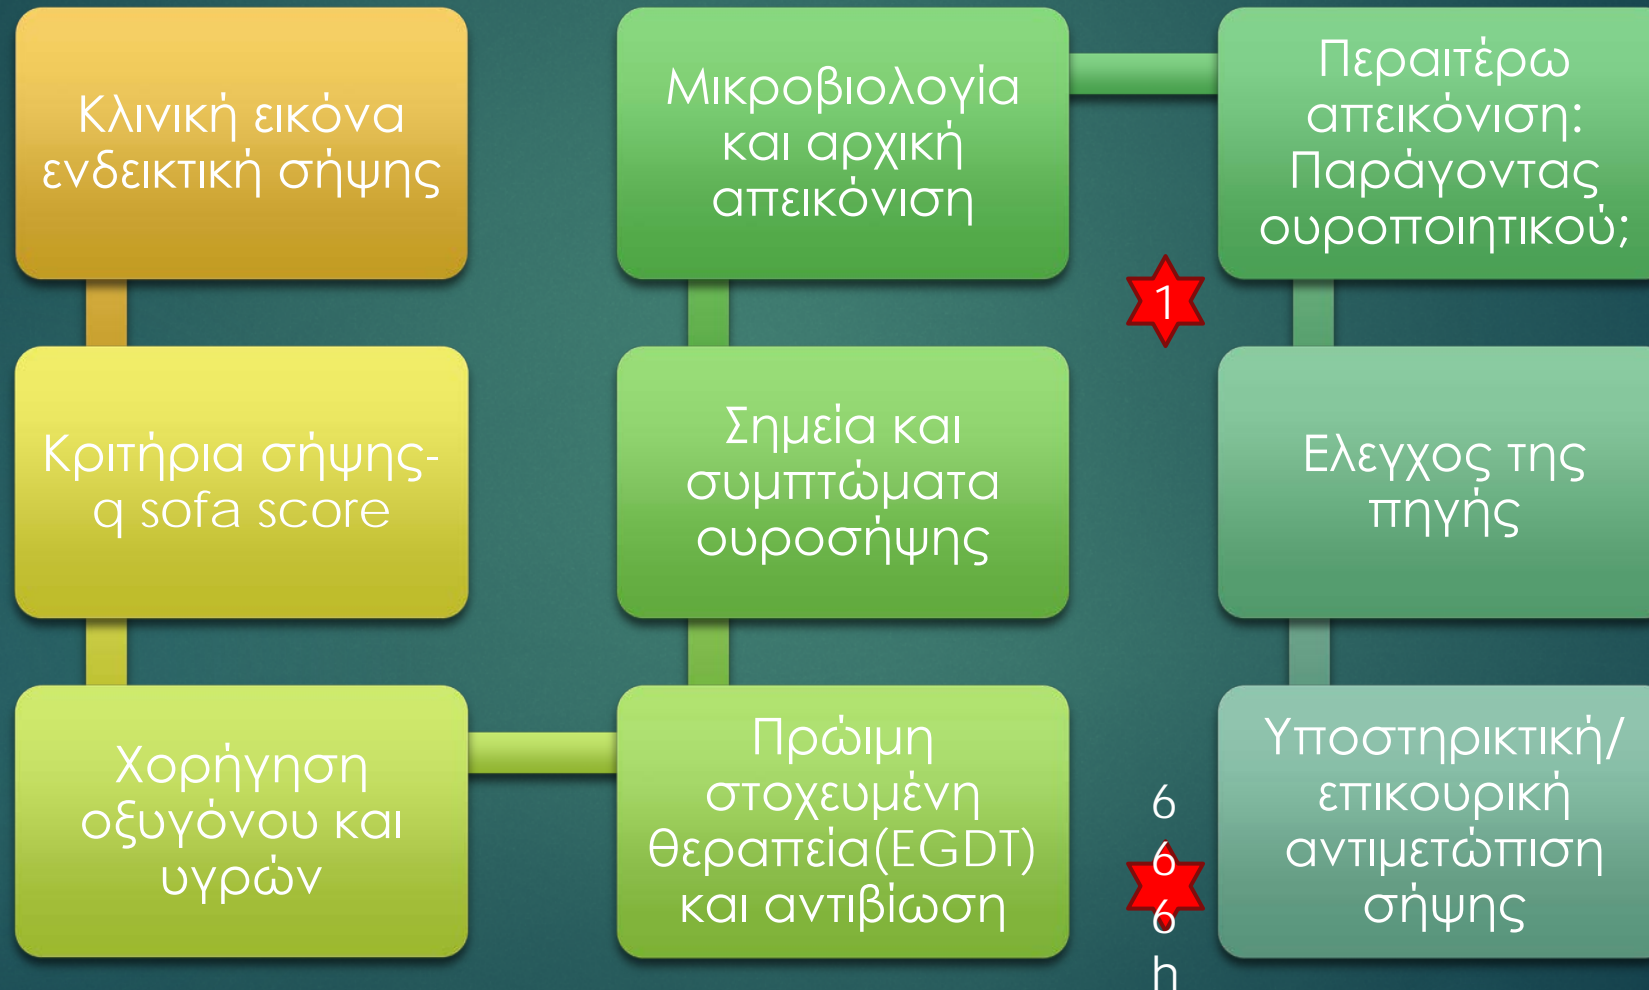 Κλινική εικόνα
ενδεικτική σήψης
Κριτήρια σήψης-
q sofa score
Χορήγηση
οξυγόνου και
υγρών
Πρώιμη
στοχευμένη
θεραπεία(EGDT)
και αντιβίωση
Σημεία και
συμπτώματα
ουροσήψης
Μικροβιολογία
και αρχική
απεικόνιση
Περαιτέρω
απεικόνιση:
Παράγοντας
ουροποιητικού;
Ελεγχος της
πηγής
Υποστηρικτική/
επικουρική
αντιμετώπιση
σήψης
1
6
6
6
h